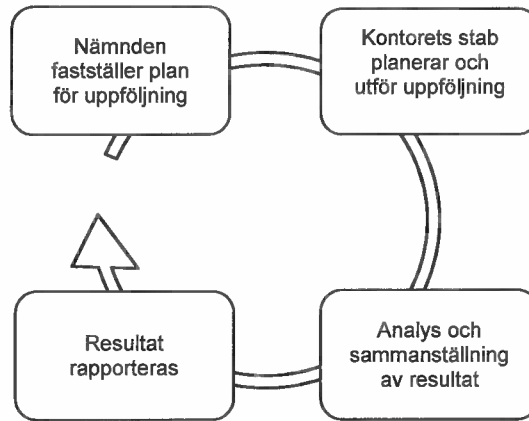 Nämnden
fastställer plan
för uppföljning
Kontorets stab
planerar och
utför uppföljning
Analys och
sammanställning
av resultat
Resultat
rapporteras